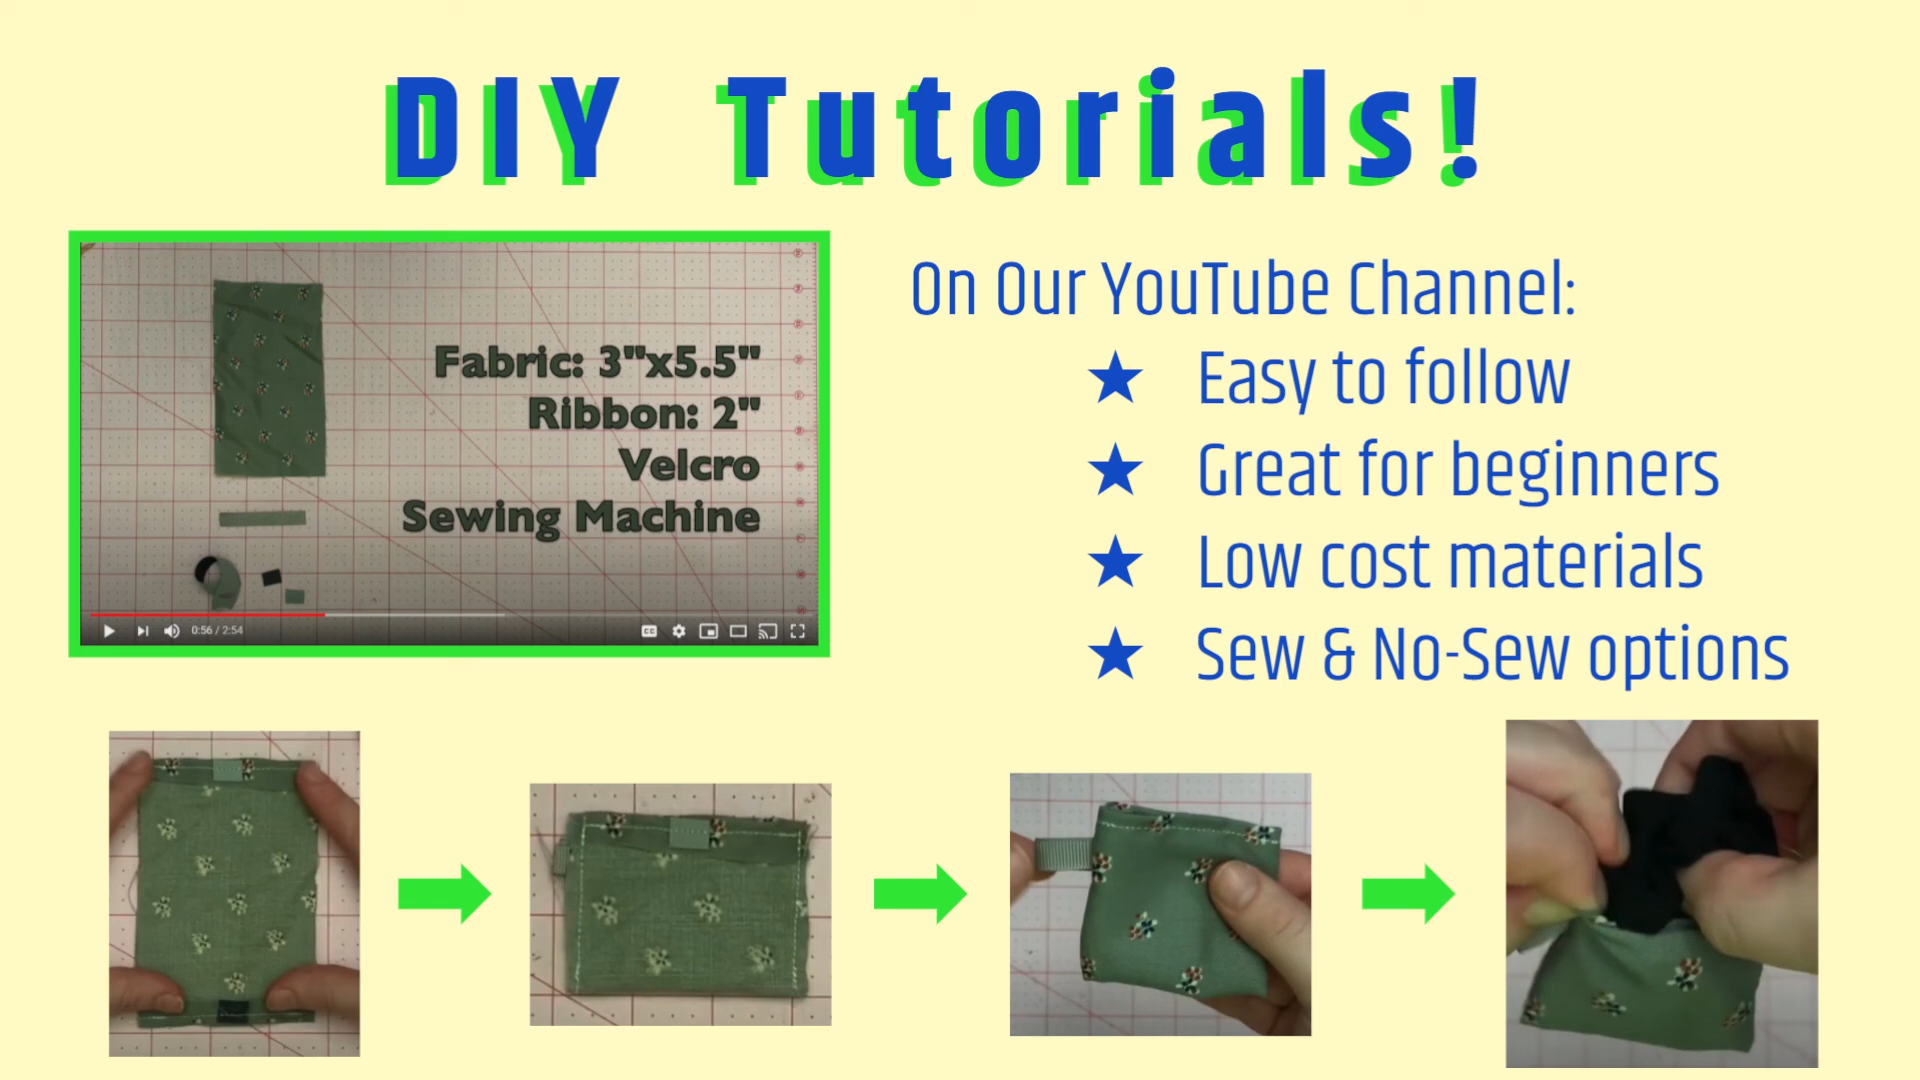 DIY Tutorials!
Fabric: 3"x5.5"
Ribbon: 2"
Velcro
Sewing Machine
0:56 / 2:54
CC
On Our YouTube Channel:
★ Easy to follow
★ Great for beginners
★ Low cost materials
★ Sew & No-Sew options